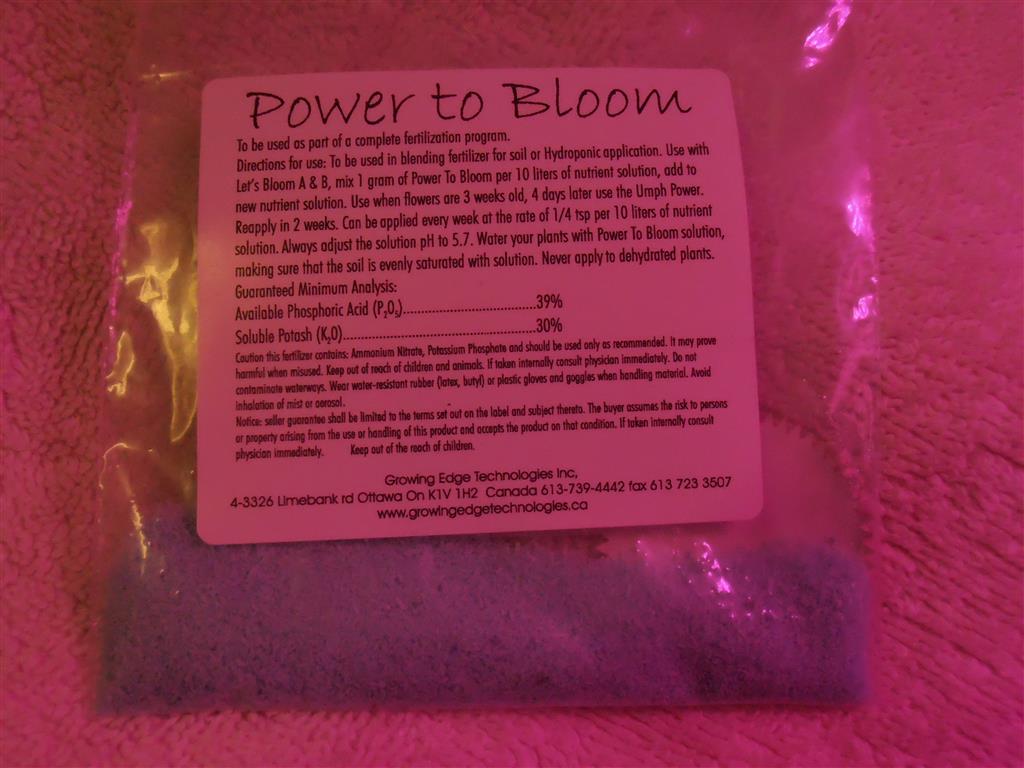 Power to Bloom
To be used as part of a complete fertilization program.
Directions for use: To be used in blending fertilizer for soil or Hydroponic application. Use with
Let's Bloom A & B, mix 1 gram of Power To Bloom per 10 liters of nutrient solution, add to
new nutrient solution. Use when flowers are 3 weeks old, 4 days later use the Umph Power.
Reapply in 2 weeks. Can be applied every week at the rate of 1/4 tsp per 10 liters of nutrient
solution. Always adjust the solution pH to 5.7. Water your plants with Power To Bloom solution,
making sure that the soil is evenly saturated with solution. Never apply to dehydrated plants.
Guaranteed Minimum Analysis:
Available Phosphoric Acid (P₂O₅)................................39%
Soluble Potash (K₂O)..............................................30%
Caution this fertilizer contains: Ammonium Nitrate, Potassium Phosphate and should be used only as recommended. It may prove
harmful when misused. Keep out of reach of children and animals. If taken internally consult physician immediately. Do not
contaminate waterways. Wear water-resistant rubber (latex, butyl) or plastic gloves and goggles when handling material. Avoid
inhalation of mist or aerosol.
Notice: seller guarantee shall be limited to the terms set out on the label and subject thereto. The buyer assumes the risk to persons
or property arising from the use or handling of this product and accepts the product on that condition. If taken internally consult
physician immediately. Keep out of the reach of children.
Growing Edge Technologies Inc,
4-3326 Limebank rd Ottawa On K1V 1H2 Canada 613-739-4442 fax 613 723 3507
www.growingedgetechnologies.ca